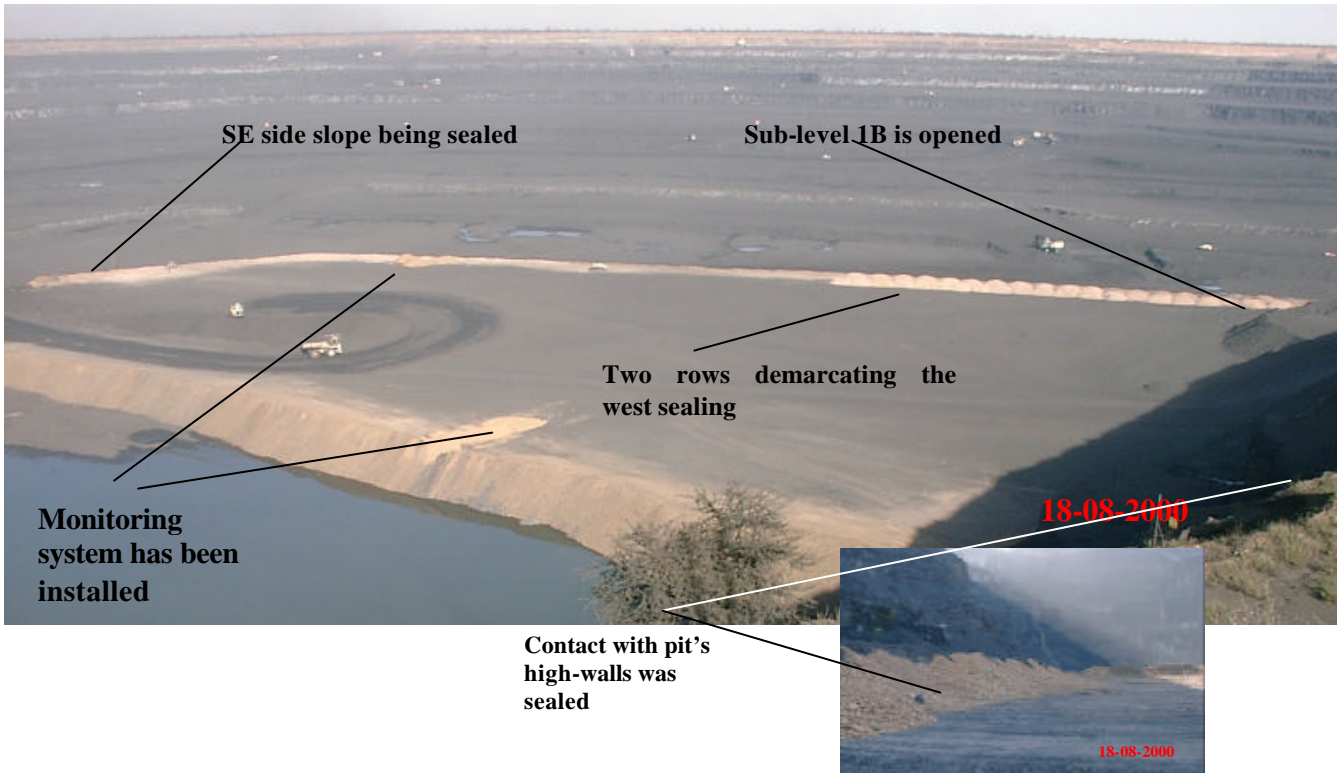 SE side slope being sealed
Sub-level 1B is opened
Two rows demarcating the
west sealing
Monitoring
system has been
installed
18-08-2000
Contact with pit's
high-walls was
sealed
18-08-2000